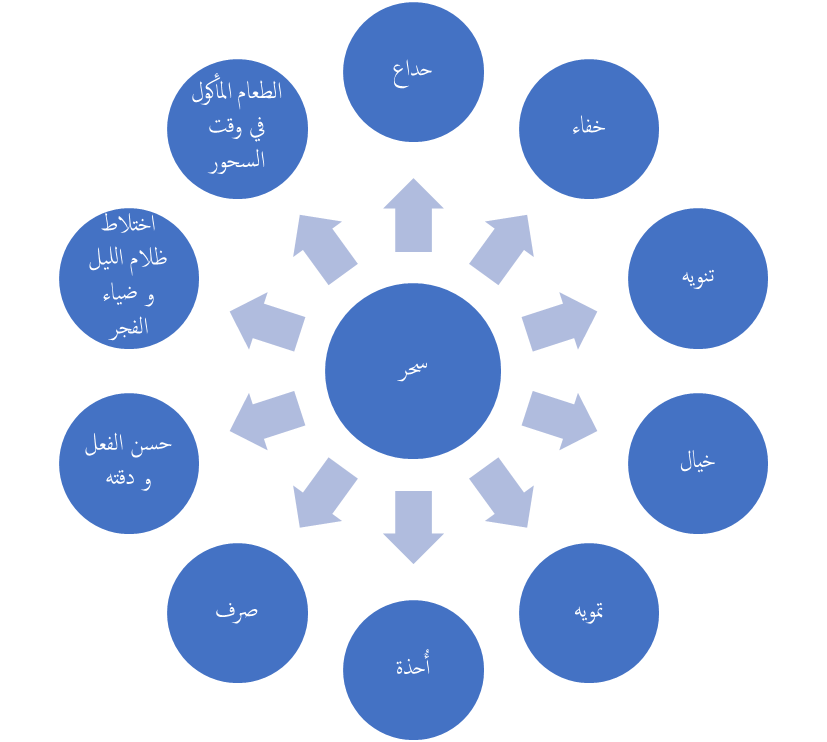 حداع
خفاء
تنويه
خيال
تمويه
أُحذة
صرف
حسن الفعل
و دقته
اختلاط
ظلام الليل
و ضياء
الفجر
الطعام المأكول
في وقت
السحور
سحر